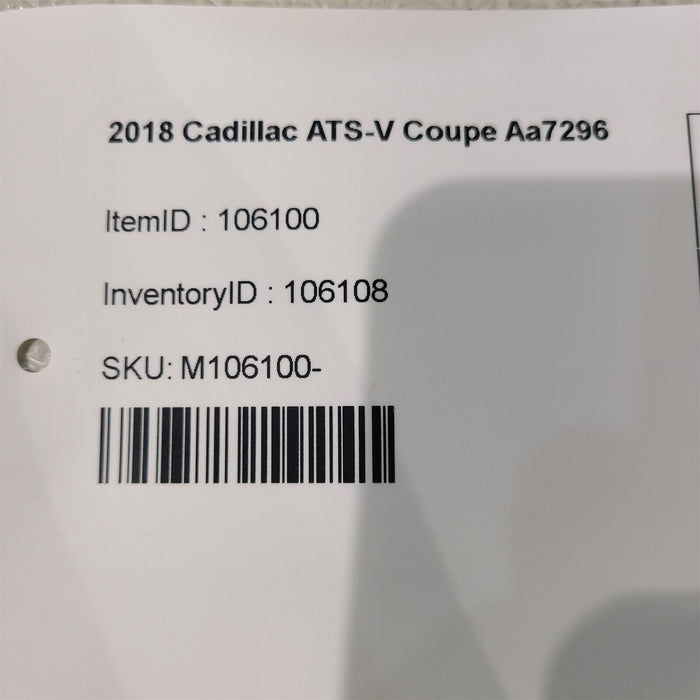 2018 Cadillac ATS-V Coupe Aa7296
ItemID : 106100
InventoryID : 106108
SKU: M106100-